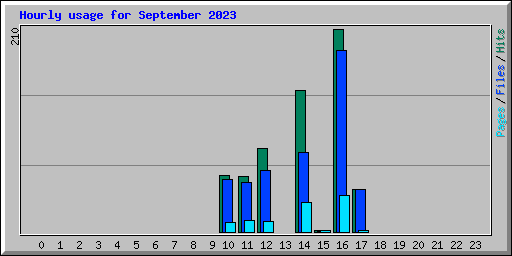 Hourly usage for September 2023
210
Pages/Files/Hits
0 1 2 3 4 5 6 7 8 9 10 11 12 13 14 15 16 17 18 19 20 21 22 23